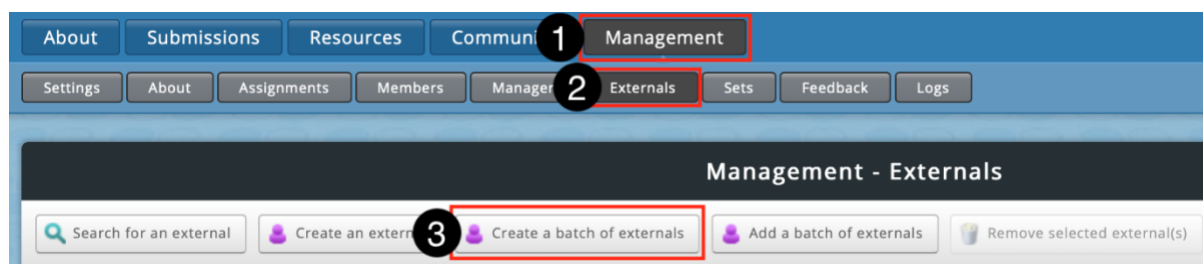 About Submissions Resources Communi 1 Management
Settings About Assignments Members Manager 2 Externals Sets Feedback Logs
Management - Externals
Search for an external Create an extern 3 Create a batch of externals Add a batch of externals Remove selected external(s)